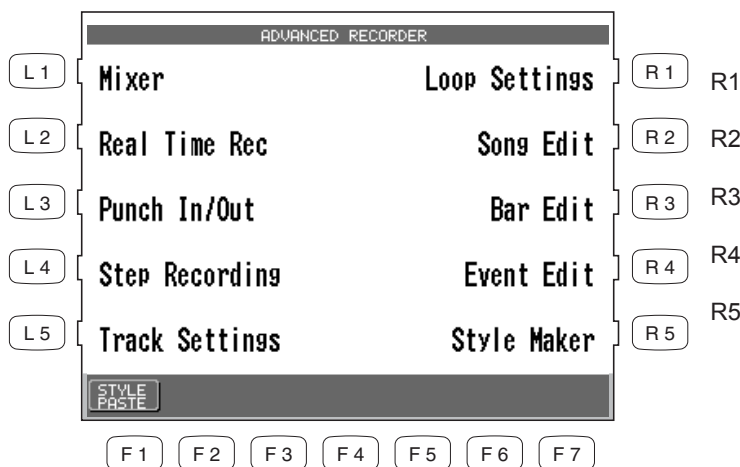 ADVANCED RECORDER
L1 Mixer Loop Settings R1 R1
L2 Real Time Rec Song Edit R2 R2
L3 Punch In/Out Bar Edit R3 R3
L4 Step Recording Event Edit R4 R4
L5 Track Settings Style Maker R5 R5
STYLE
PASTE
F1 F2 F3 F4 F5 F6 F7